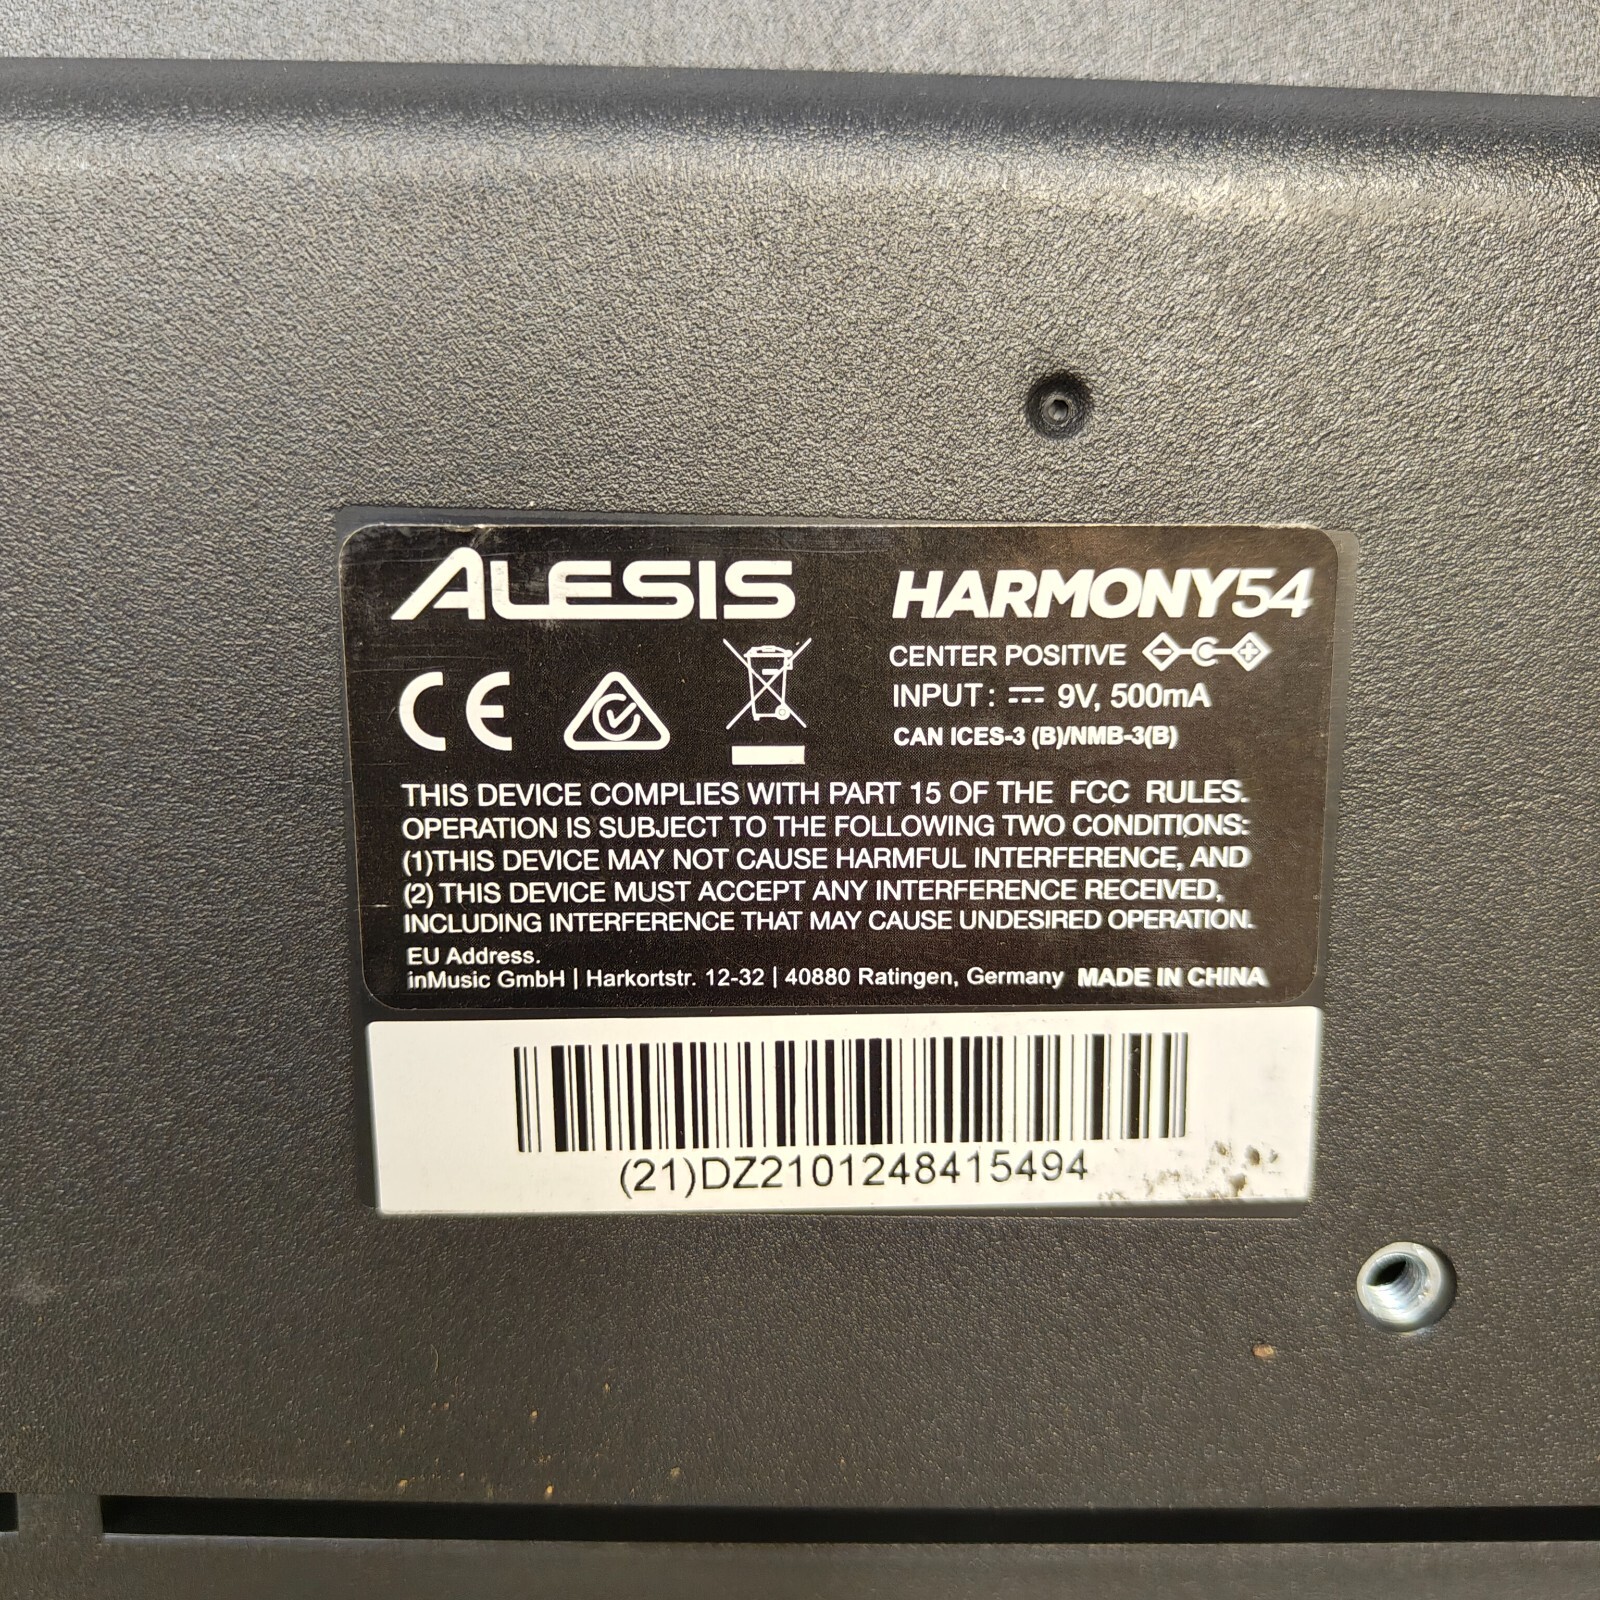 ALESIS HARMONY54
CENTER POSITIVE
INPUT: 9V, 500mA
CAN ICES-3 (B)/NMB-3(B)
CE
THIS DEVICE COMPLIES WITH PART 15 OF THE FCC RULES.
OPERATION IS SUBJECT TO THE FOLLOWING TWO CONDITIONS:
(1)THIS DEVICE MAY NOT CAUSE HARMFUL INTERFERENCE, AND
(2) THIS DEVICE MUST ACCEPT ANY INTERFERENCE RECEIVED,
INCLUDING INTERFERENCE THAT MAY CAUSE UNDESIRED OPERATION.
EU Address.
inMusic GmbH | Harkortstr. 12-32 | 40880 Ratingen, Germany MADE IN CHINA
(21)DZ2101248415494